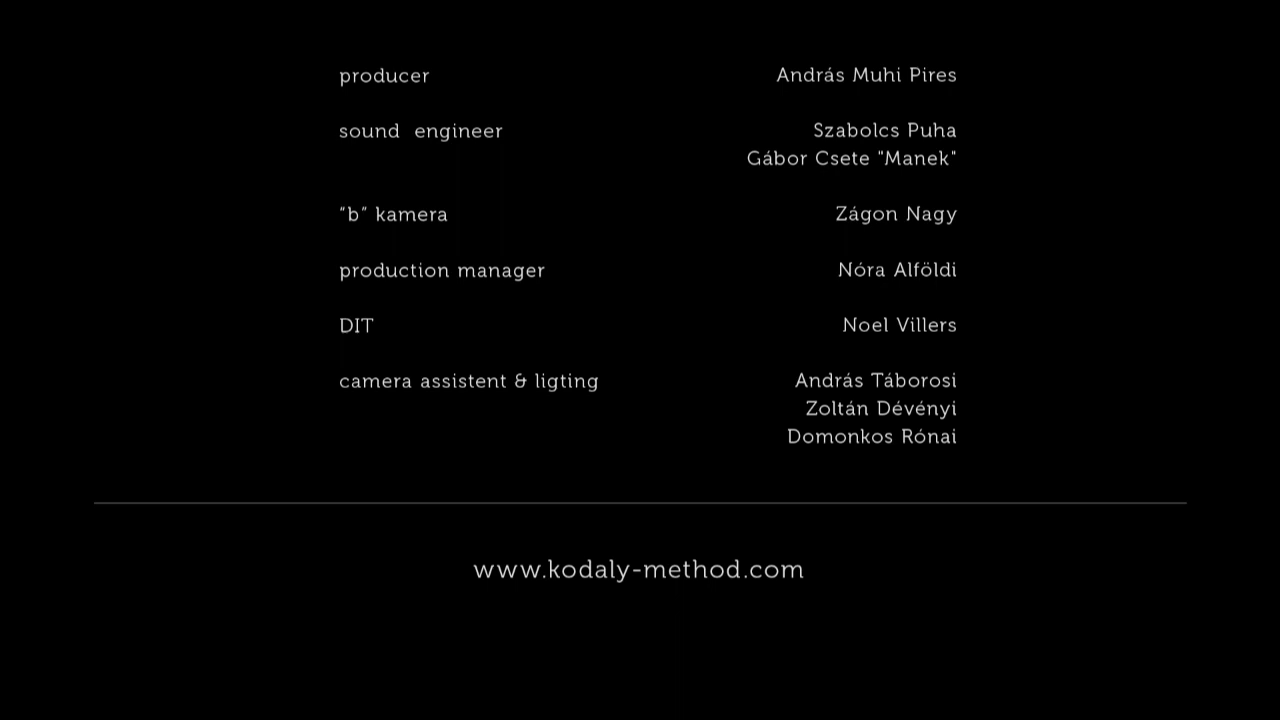 producer András Muhi Pires
sound engineer Szabolcs Puha
Gábor Csete "Manek"
"b" kamera Zágon Nagy
production manager Nóra Alföldi
DIT Noel Villers
camera assistent & ligting András Táborosi
Zoltán Dévényi
Domonkos Rónai
www.kodaly-method.com